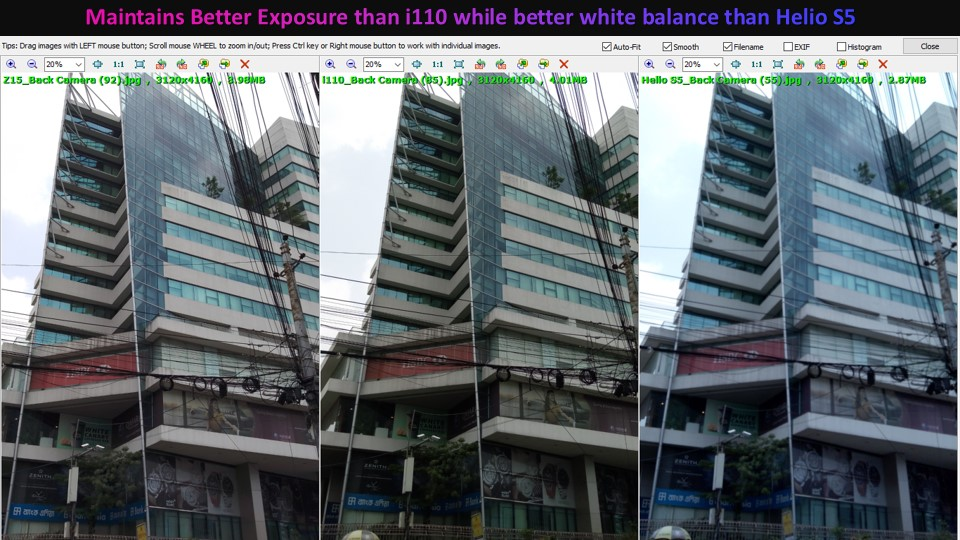 Maintains Better Exposure than i110 while better white balance than Helio S5
Tips: Drag images with LEFT mouse button; Scroll mouse WHEEL to zoom in/out; Press Ctrl key or Right mouse button to work with individual images.
Auto-Fit Smooth Filename EXIF Histogram Close
20% 1:1 20% 1:1 20% 1:1
Z15_Back Camera (92).jpg , 3120x4160 , 3.98MB
I110_Back Camera (85).jpg , 3120x4160 , 4.01MB
Helio S5_Back Camera (55).jpg , 3120x4160 , 2.87MB
ZENITH
ZENITH